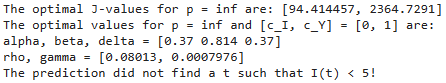 The optimal J-values for p = inf are: [94.414457, 2364.7291]
The optimal values for p = inf and [c_I, c_Y] = [0, 1] are:
alpha, beta, delta = [0.37 0.814 0.37]
rho, gamma = [0.08013, 0.0007976]
The prediction did not find a t such that I(t) < 5!